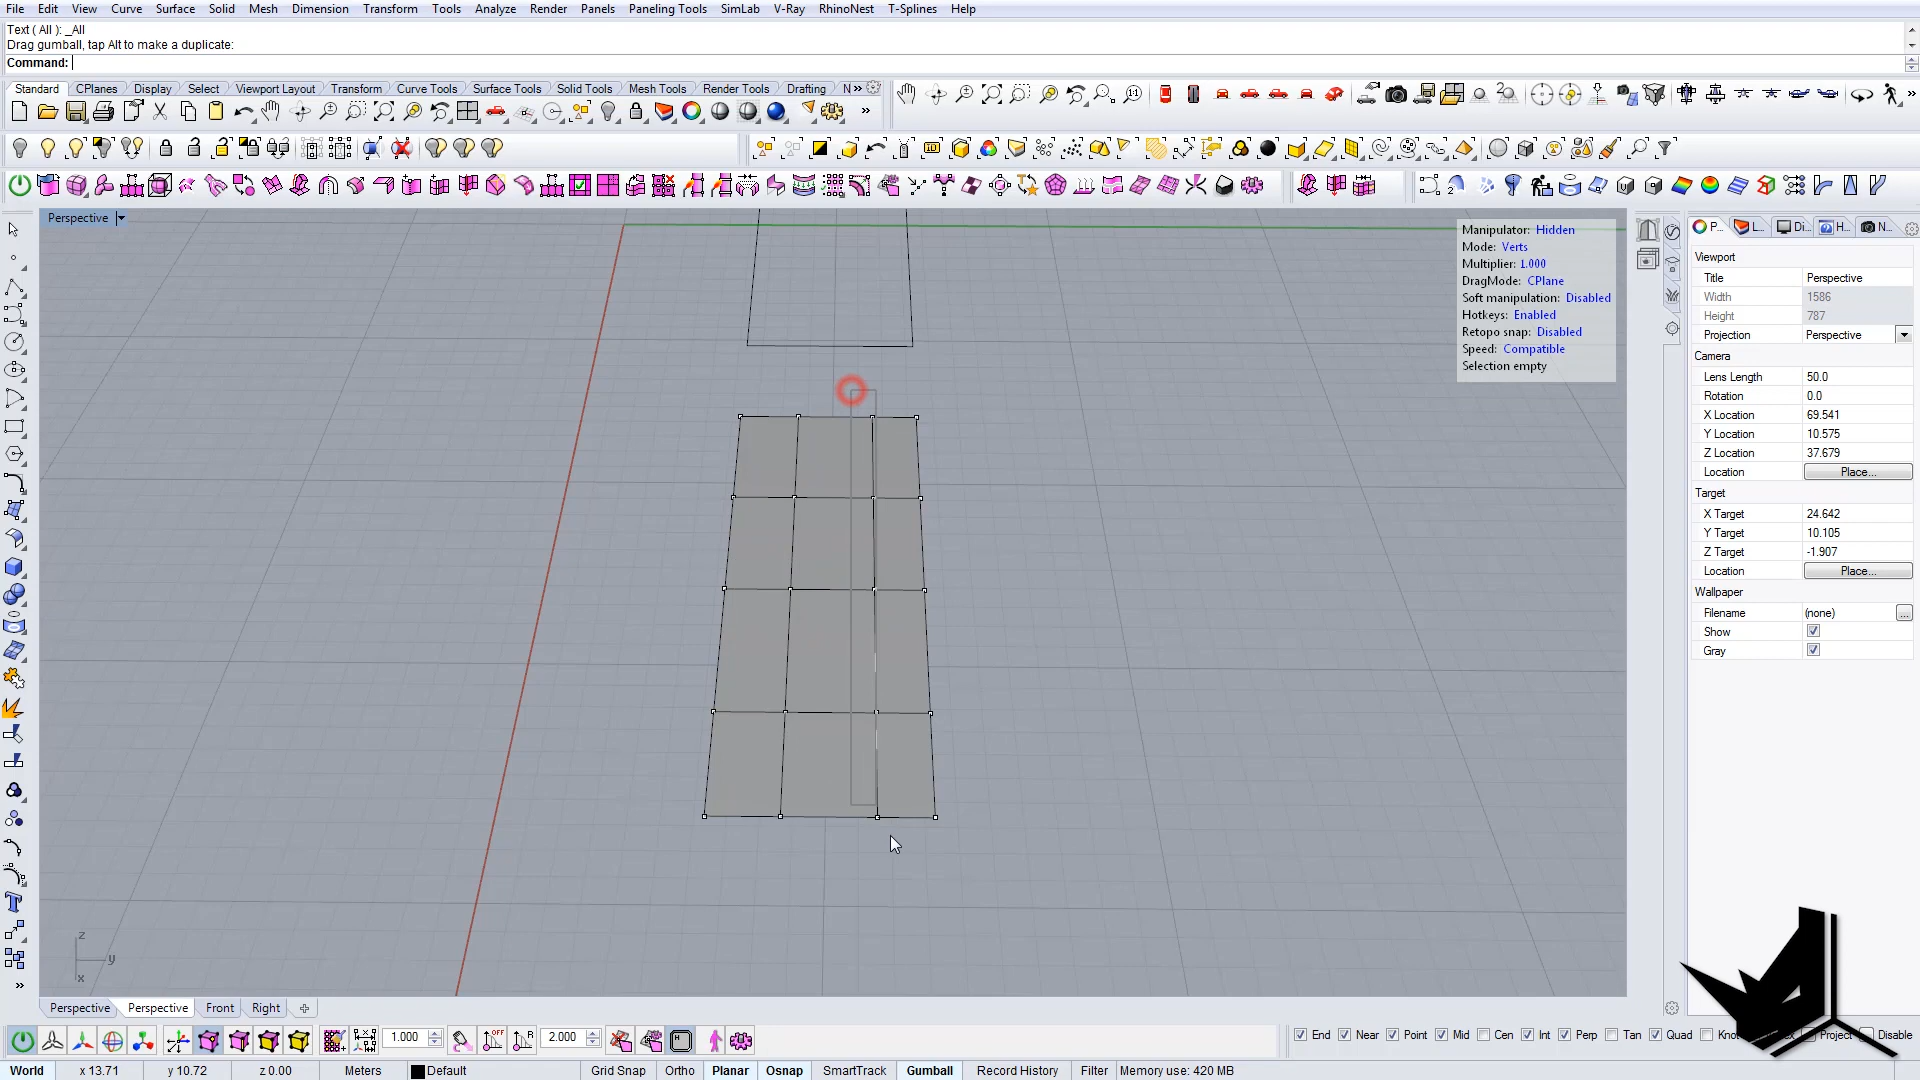 File Edit View Curve Surface Solid Mesh Dimension Transform Tools Analyze Render Panels Paneling Tools SimLab V-Ray RhinoNest T-Splines Help
Text ( All ): _All
Drag gumball, tap Alt to make a duplicate:
Command:
Standard CPlanes Display Select Viewport Layout Transform Curve Tools Surface Tools Solid Tools Mesh Tools Render Tools Drafting N
Perspective
Manipulator: Hidden
Mode: Verts
Multiplier: 1.000
DragMode: CPlane
Soft manipulation: Disabled
Hotkeys: Enabled
Retopo snap: Disabled
Speed: Compatible
Selection empty
P... L... Di... H... N...
Viewport
Title Perspective
Width 1586
Height 787
Projection Perspective
Camera
Lens Length 50.0
Rotation 0.0
X Location 69.541
Y Location 10.575
Z Location 37.679
Location Place...
Target
X Target 24.642
Y Target 10.105
Z Target -1.907
Location Place...
Wallpaper
Filename (none) ...
Show
Gray
z
y
x
Perspective Perspective Front Right
1.000 2.000
End Near Point Mid Cen Int Perp Tan Quad Project Disable
World x 13.71 y 10.72 z 0.00 Meters Default Grid Snap Ortho Planar Osnap SmartTrack Gumball Record History Filter Memory use: 420 MB